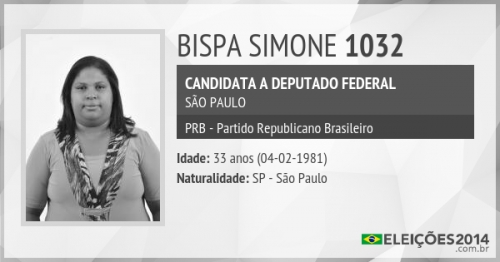 BISPA SIMONE 1032
CANDIDATA A DEPUTADO FEDERAL
SÃO PAULO
PRB - Partido Republicano Brasileiro
Idade: 33 anos (04-02-1981)
Naturalidade: SP - São Paulo
ELEIÇÕES2014
.com.br